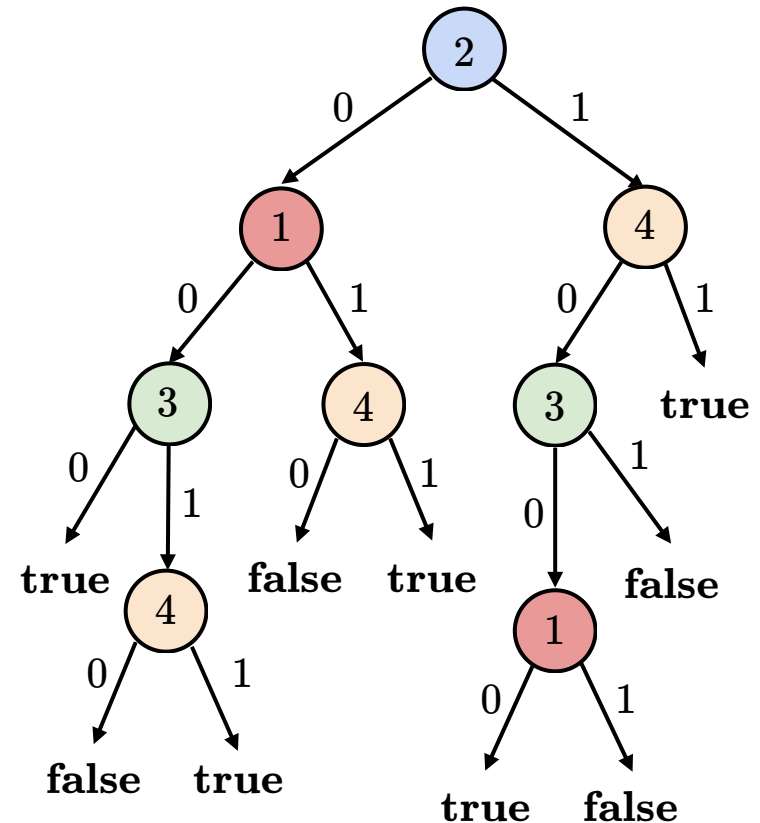 2
0 1
1 4
0 1 0 1
3 4 3 true
0 1 0 1 0 1
true false true false
4 1
0 1 0 1
false true true false